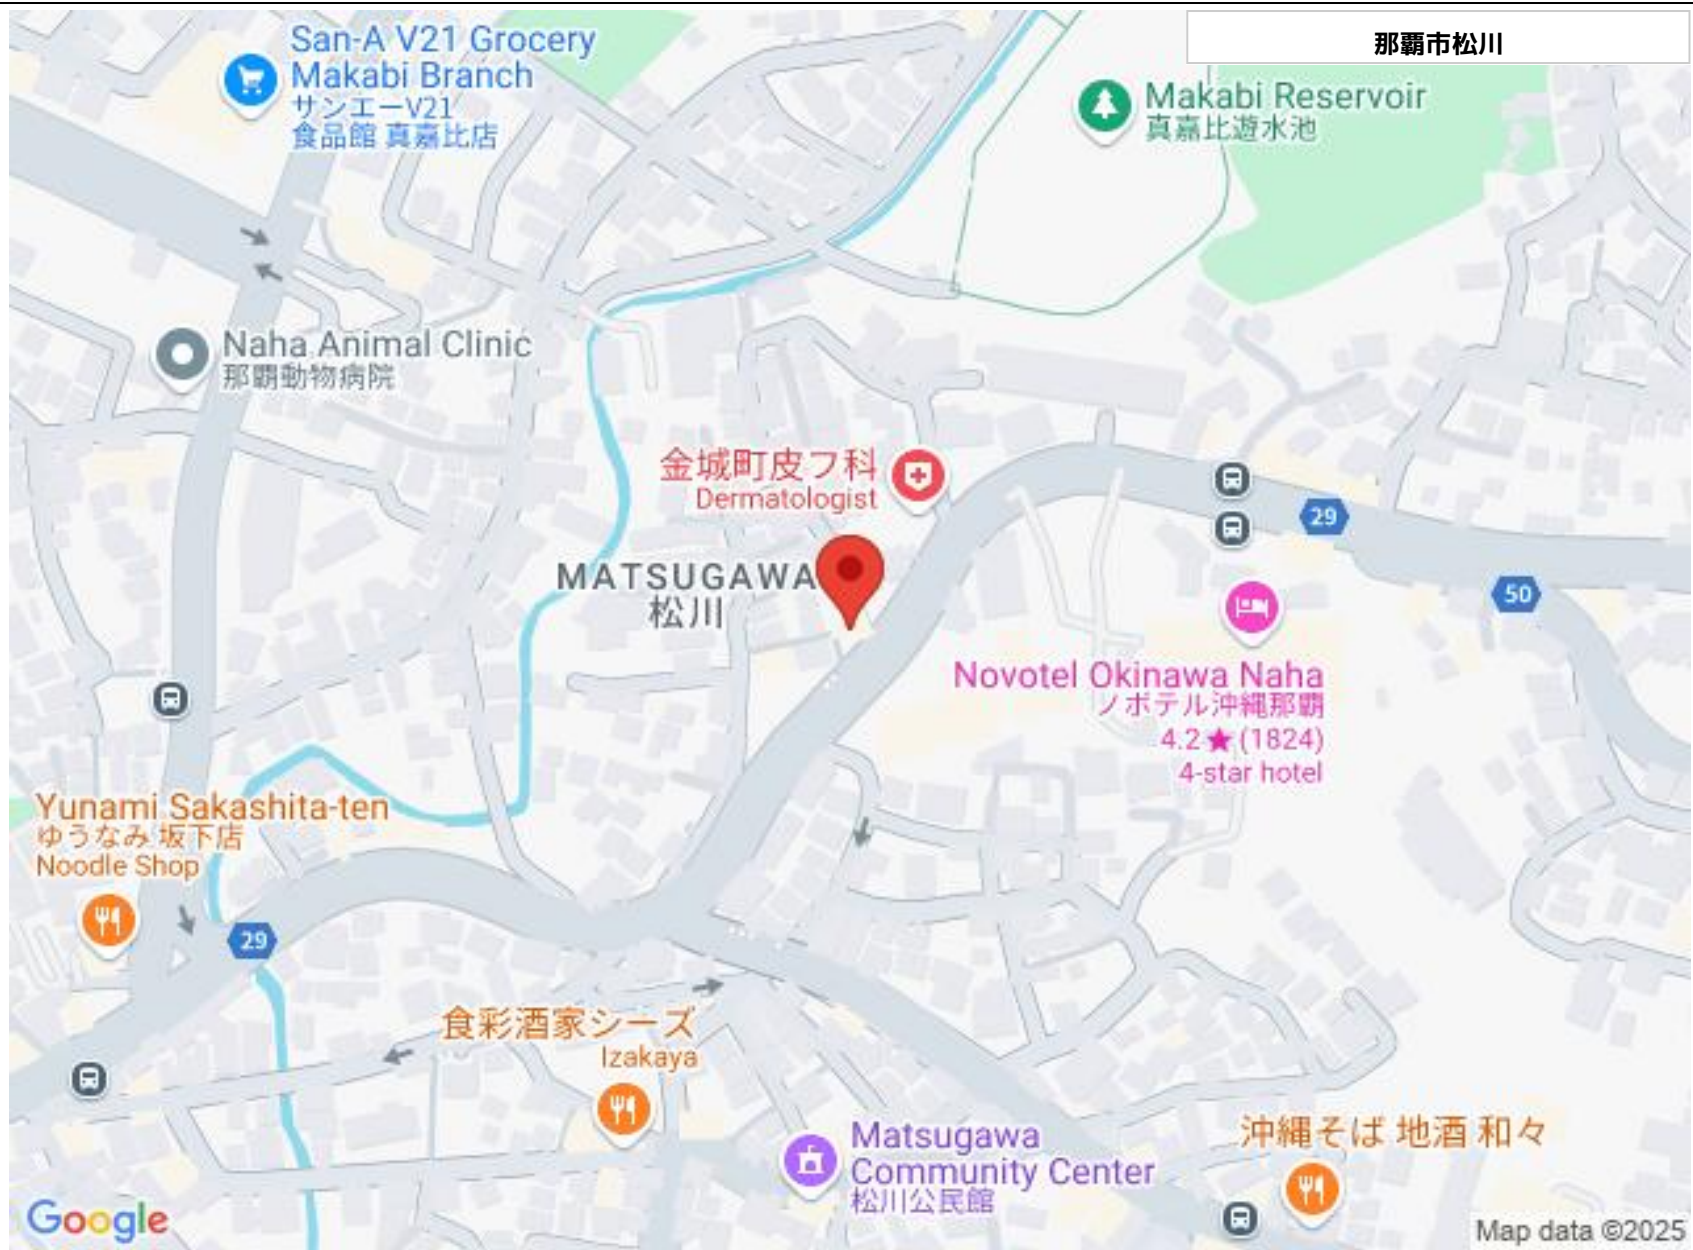 那覇市松川
San-A V21 Grocery
Makabi Branch
サンエーV21
食品館 真嘉比店
Makabi Reservoir
真嘉比遊水池
Naha Animal Clinic
那覇動物病院
金城町皮フ科
Dermatologist
29
MATSUGAWA
松川
50
Novotel Okinawa Naha
ノボテル沖縄那覇
4.2★(1824)
4-star hotel
Yunami Sakashita-ten
ゆうなみ 坂下店
Noodle Shop
29
食彩酒家シーズ
Izakaya
Matsugawa
Community Center
松川公民館
沖縄そば 地酒 和々
Google
Map data ©2025